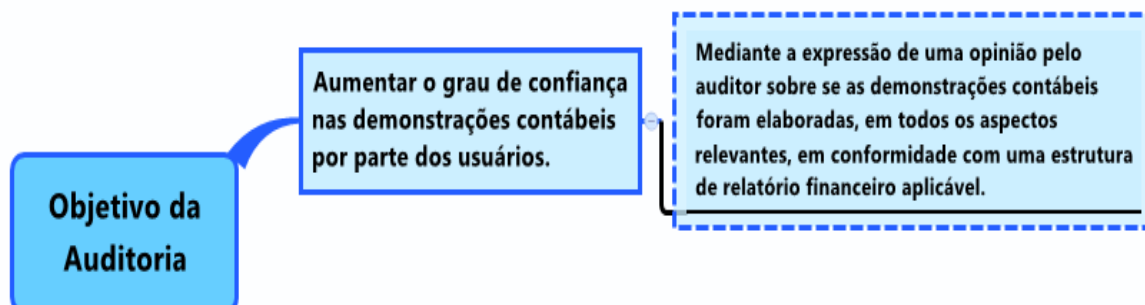 Objetivo da
Auditoria
Aumentar o grau de confiança
nas demonstrações contábeis
por parte dos usuários.
Mediante a expressão de uma opinião pelo
auditor sobre se as demonstrações contábeis
foram elaboradas, em todos os aspectos
relevantes, em conformidade com uma estrutura
de relatório financeiro aplicável.